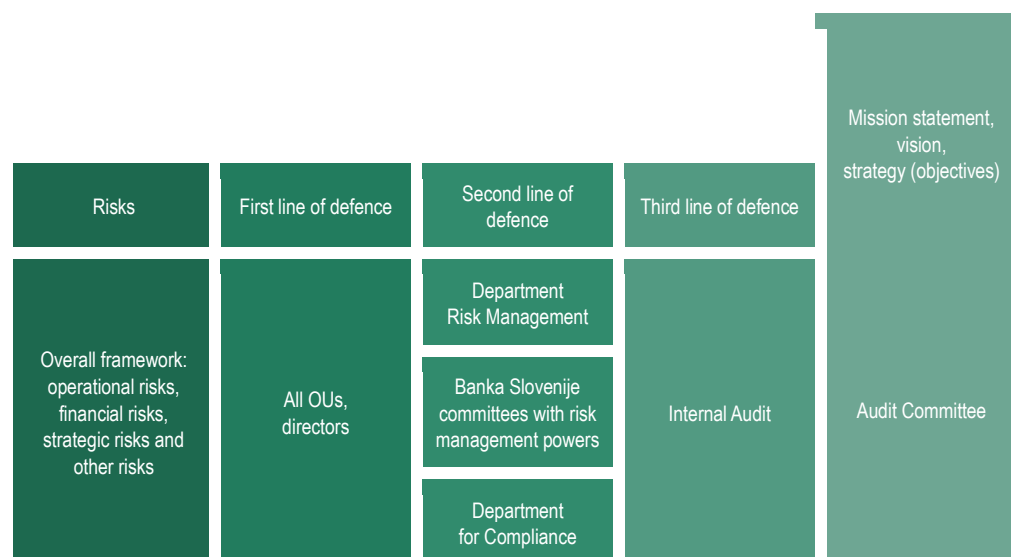 Mission statement,
vision,
strategy (objectives)
Risks
First line of defence
Second line of
defence
Third line of defence
Overall framework:
operational risks,
financial risks,
strategic risks and
other risks
All OUs,
directors
Department
Risk Management
Banka Slovenije
committees with risk
management powers
Department
for Compliance
Internal Audit
Audit Committee